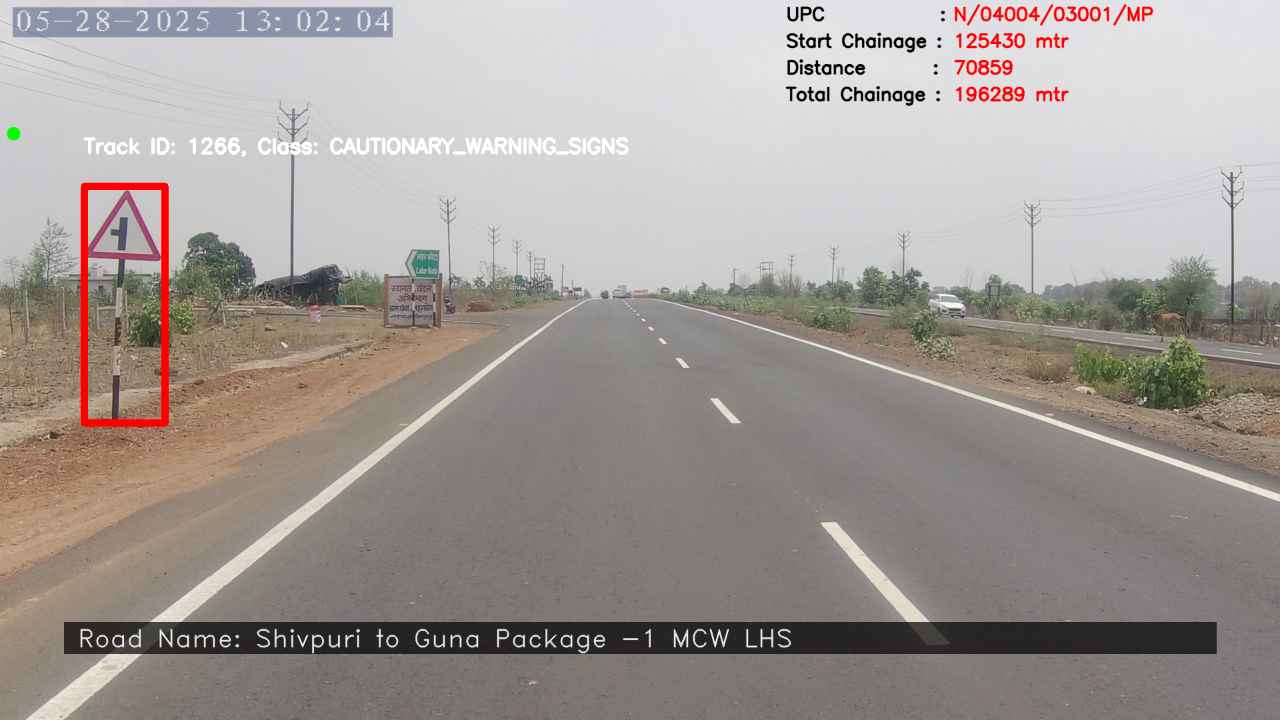 05-28-2025 13:02:04
UPC : N/04004/03001/MP
Start Chainage : 125430 mtr
Distance : 70859
Total Chainage : 196289 mtr
Track ID: 1266, Class: CAUTIONARY_WARNING_SIGNS
Road Name: Shivpuri to Guna Package -1 MCW LHS